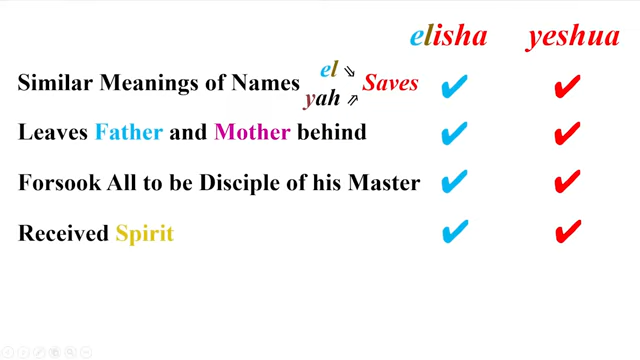 elisha yeshua
Similar Meanings of Names el yah Saves
Leaves Father and Mother behind
Forsook All to be Disciple of his Master
Received Spirit